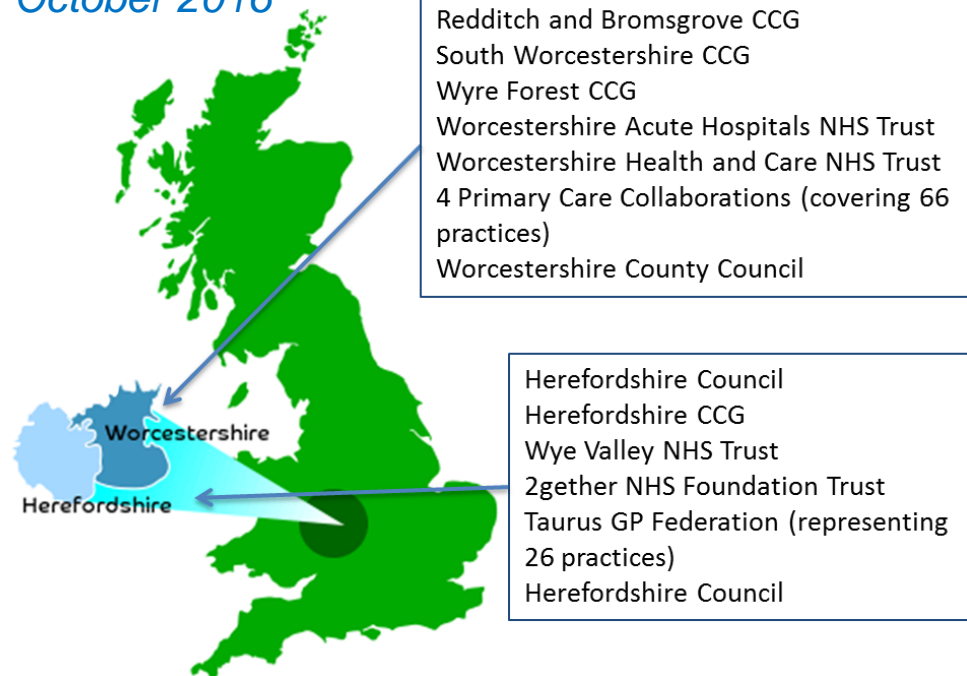 October 2016
Redditch and Bromsgrove CCG
South Worcestershire CCG
Wyre Forest CCG
Worcestershire Acute Hospitals NHS Trust
Worcestershire Health and Care NHS Trust
4 Primary Care Collaborations (covering 66
practices)
Worcestershire County Council
Herefordshire Council
Herefordshire CCG
Wye Valley NHS Trust
2gether NHS Foundation Trust
Taurus GP Federation (representing
26 practices)
Herefordshire Council
Worcestershire
Herefordshire